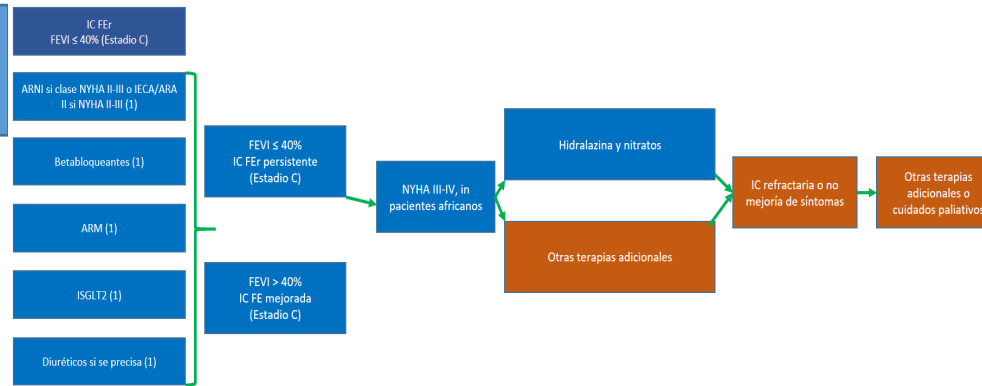 IC FEr
FEVI ≤ 40% (Estadio C)
ARNI si clase NYHA II-III o IECA/ARA
II si NYHA II-III (1)
Betabloqueantes (1)
ARM (1)
ISGLT2 (1)
Diuréticos si se precisa (1)
FEVI ≤ 40%
IC FEr persistente
(Estadio C)
FEVI > 40%
IC FE mejorada
(Estadio C)
NYHA III-IV, in
pacientes africanos
Hidralazina y nitratos
Otras terapias adicionales
IC refractaria o no
mejoría de síntomas
Otras terapias
adicionales o
cuidados paliativos